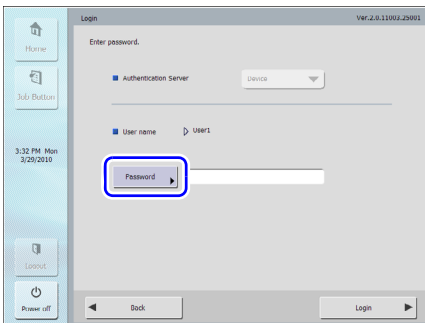 Login
Ver.2.0.11003.25001
Home
Enter password.
Authentication Server
Device
Job Button
User name
User1
3:32 PM Mon
3/29/2010
Password
Logout
Power off
Back
Login